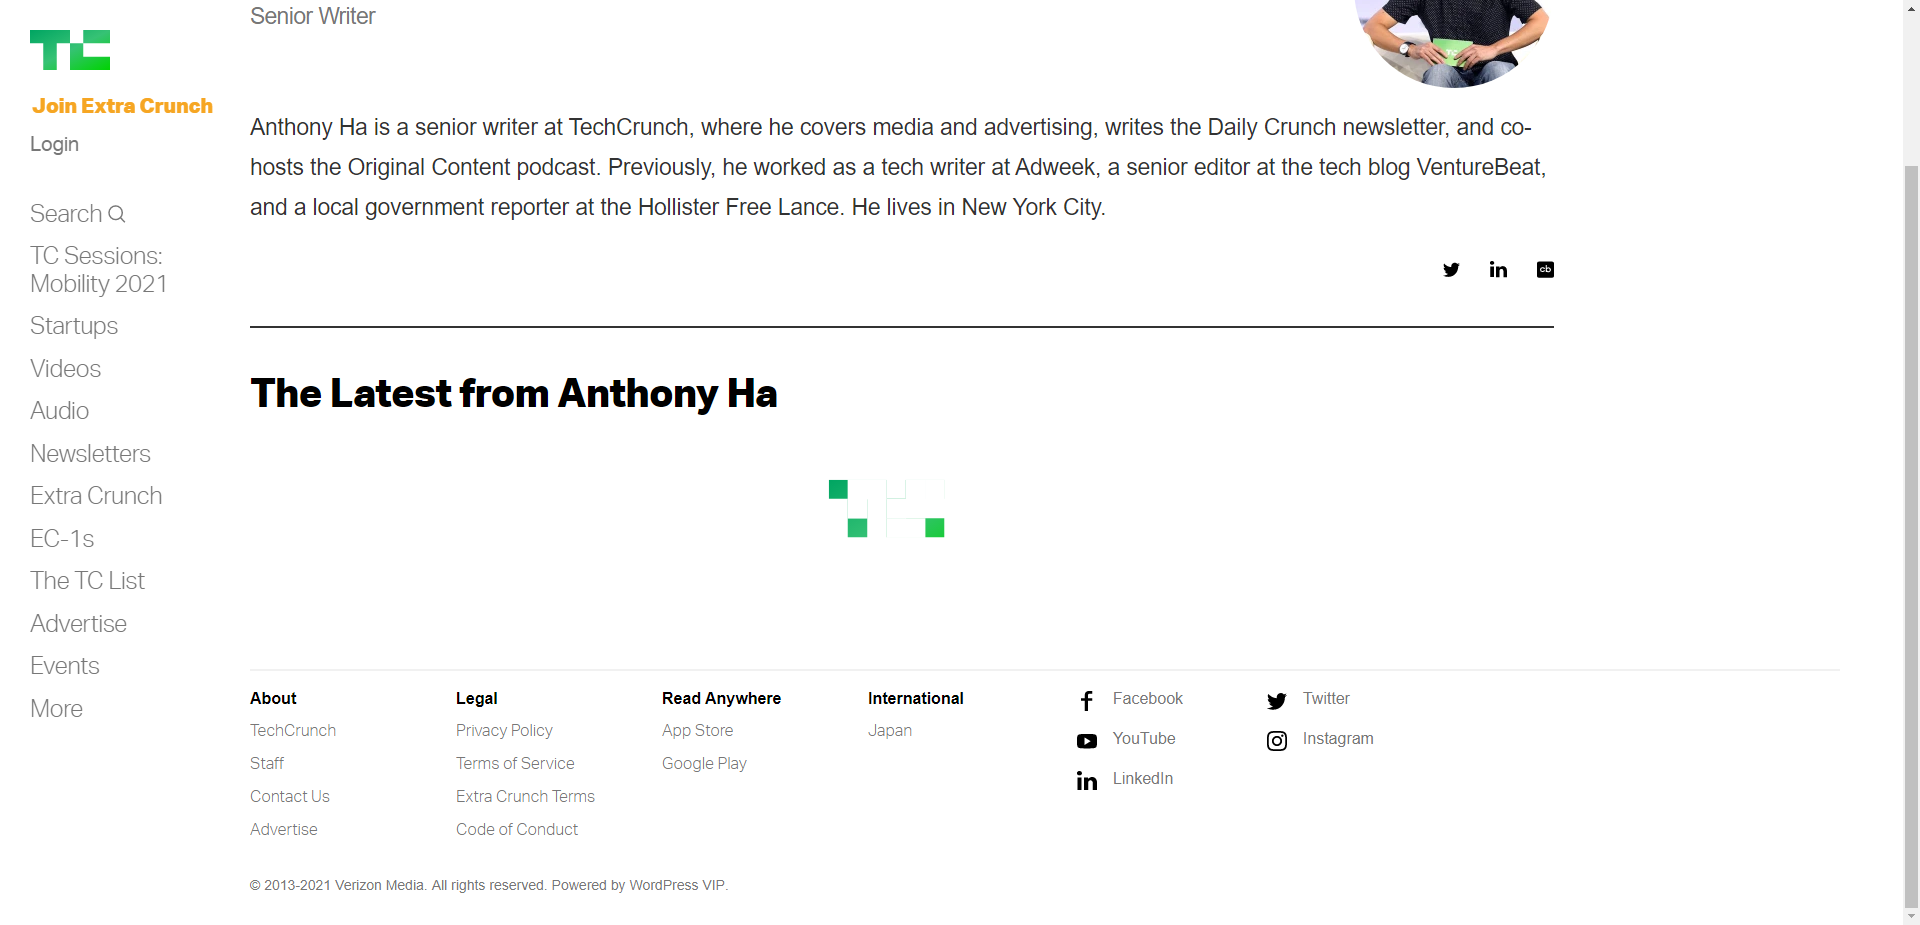 Senior Writer
TC
Join Extra Crunch
Login
Search
TC Sessions:
Mobility 2021
Startups
Videos
Audio
Newsletters
Extra Crunch
EC-1s
The TC List
Advertise
Events
More
TC
Anthony Ha is a senior writer at TechCrunch, where he covers media and advertising, writes the Daily Crunch newsletter, and co-
hosts the Original Content podcast. Previously, he worked as a tech writer at Adweek, a senior editor at the tech blog VentureBeat,
and a local government reporter at the Hollister Free Lance. He lives in New York City.
cb
The Latest from Anthony Ha
About
TechCrunch
Staff
Contact Us
Advertise
Legal
Privacy Policy
Terms of Service
Extra Crunch Terms
Code of Conduct
Read Anywhere
App Store
Google Play
International
Japan
Facebook
YouTube
LinkedIn
Twitter
Instagram
© 2013-2021 Verizon Media. All rights reserved. Powered by WordPress VIP.